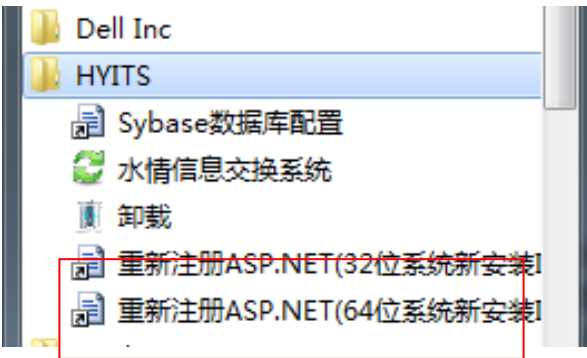 Dell Inc
HYITS
Sybase数据库配置
水情信息交换系统
卸载
重新注册ASP.NET(32位系统新安装I
重新注册ASP.NET(64位系统新安装I